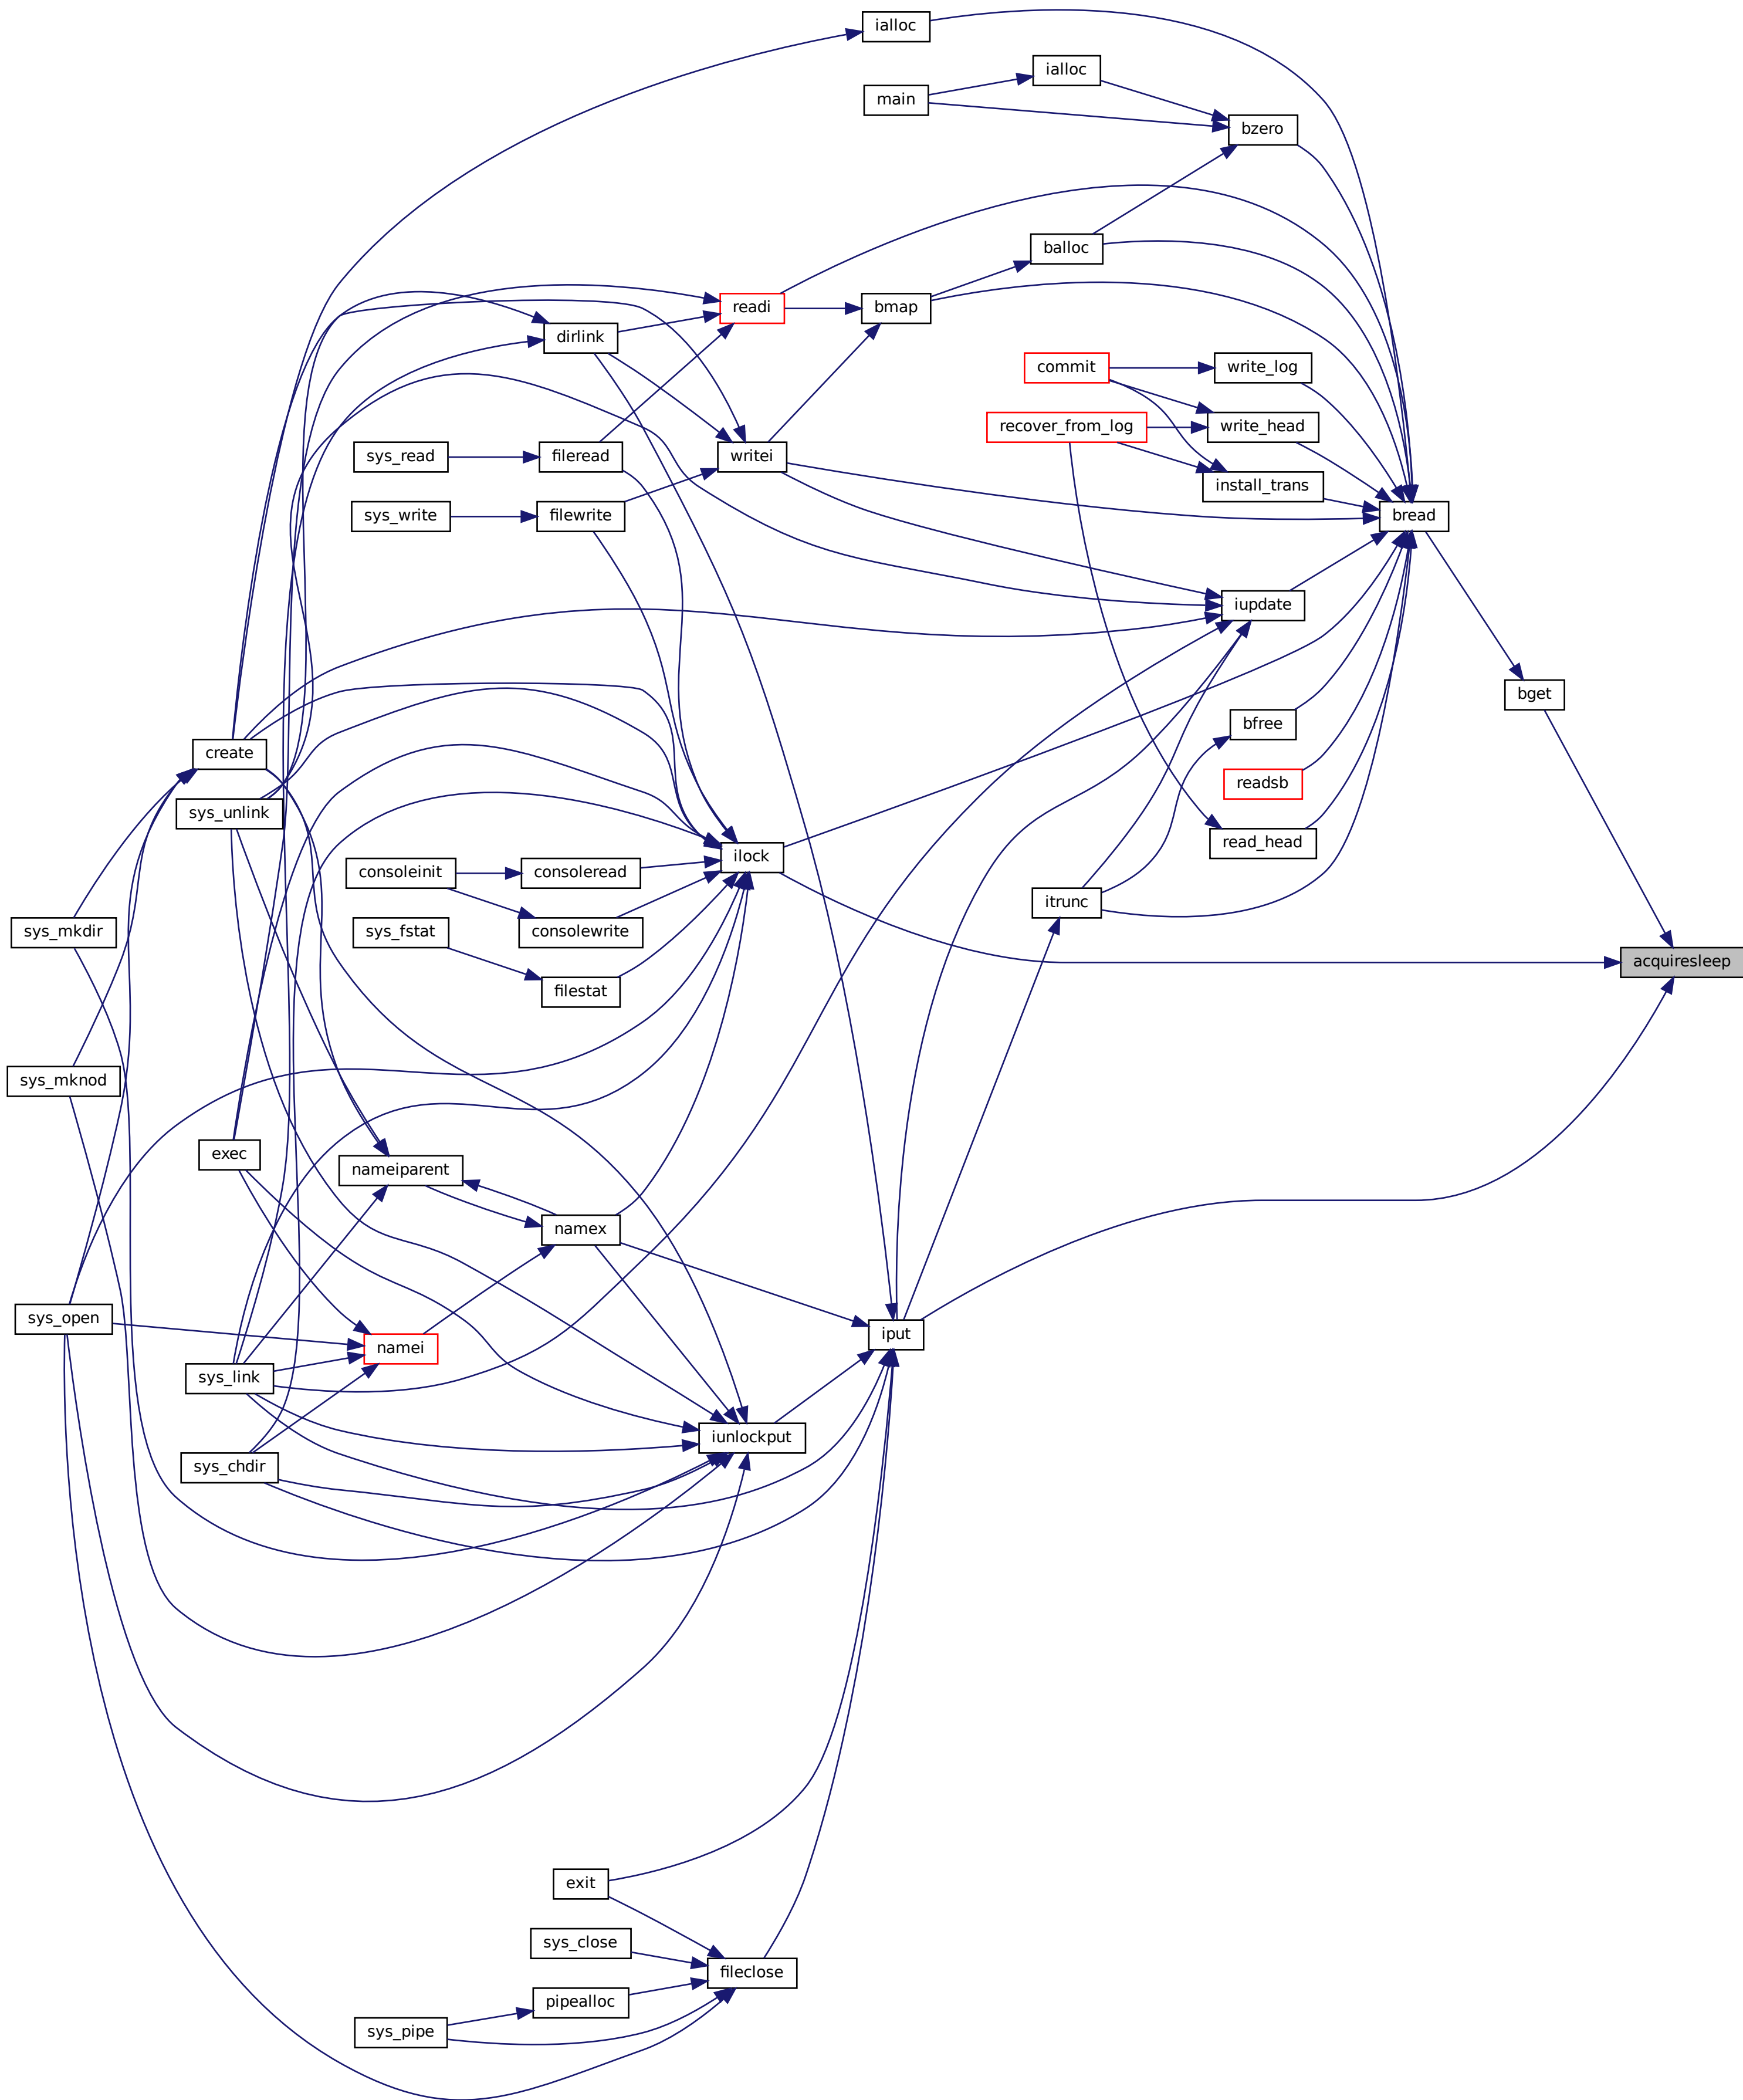 ialloc
ialloc
main
bzero
balloc
readi
bmap
dirlink
commit
write_log
recover_from_log
write_head
sys_read
fileread
writei
install_trans
sys_write
filewrite
bread
iupdate
bget
bfree
create
readsb
sys_unlink
read_head
ilock
consoleinit
consoleread
itrunc
sys_mkdir
sys_fstat
consolewrite
acquiresleep
filestat
sys_mknod
exec
nameiparent
namex
sys_open
iput
namei
sys_link
iunlockput
sys_chdir
exit
sys_close
fileclose
pipealloc
sys_pipe